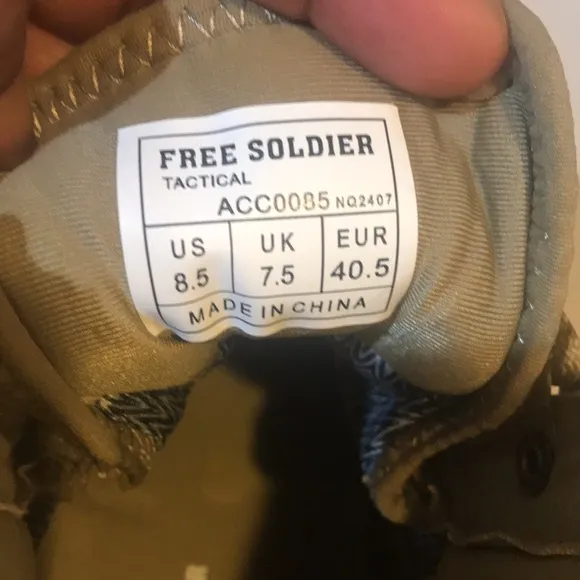 FREE SOLDIER
TACTICAL
ACC0085 NQ2407
US UK EUR
8.5 7.5 40.5
MADE IN CHINA